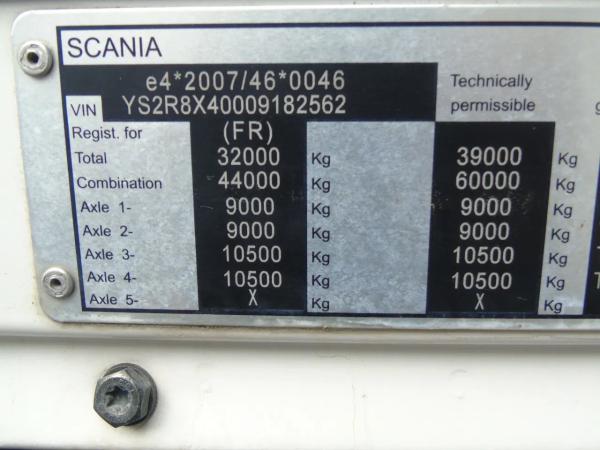 SCANIA
e4*2007/46*0046 Technically
VIN YS2R8X40009182562 permissible g
Regist. for (FR)
Total 32000 Kg 39000 Kg
Combination 44000 Kg 60000 Kg
Axle 1- 9000 Kg 9000 Kg
Axle 2- 9000 Kg 9000 Kg
Axle 3- 10500 Kg 10500 Kg
Axle 4- 10500 Kg 10500 Kg T
Axle 5- X Kg X Kg